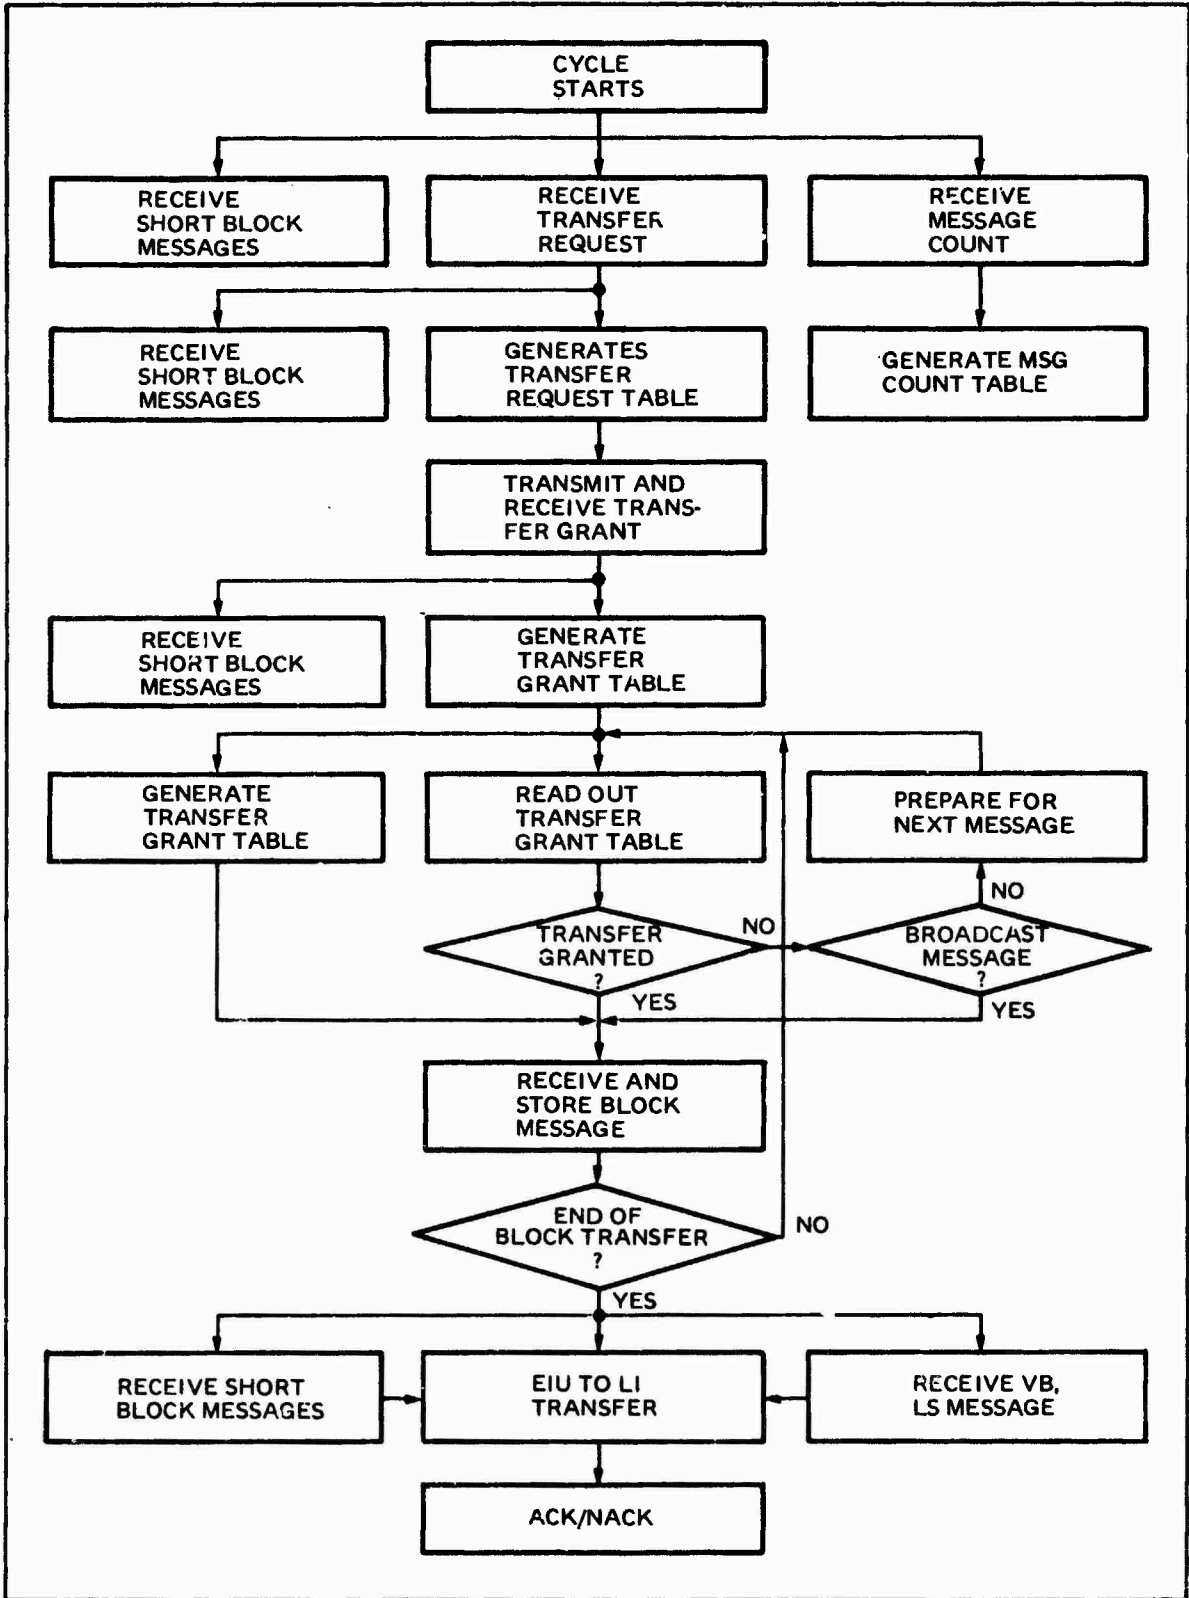 CYCLE
STARTS
RECEIVE
SHORT BLOCK
MESSAGES
RECEIVE
TRANSFER
REQUEST
RECEIVE
MESSAGE
COUNT
RECEIVE
SHORT BLOCK
MESSAGES
GENERATES
TRANSFER
REQUEST TABLE
GENERATE MSG
COUNT TABLE
TRANSMIT AND
RECEIVE TRANS-
FER GRANT
RECEIVE
SHORT BLOCK
MESSAGES
GENERATE
TRANSFER
GRANT TABLE
GENERATE
TRANSFER
GRANT TABLE
READ OUT
TRANSFER
GRANT TABLE
PREPARE FOR
NEXT MESSAGE
NO
TRANSFER
GRANTED
?
NO
BROADCAST
MESSAGE
?
YES
YES
RECEIVE AND
STORE BLOCK
MESSAGE
END OF
BLOCK TRANSFER
?
NO
YES
RECEIVE SHORT
BLOCK MESSAGES
EIU TO LI
TRANSFER
RECEIVE VB,
LS MESSAGE
ACK/NACK